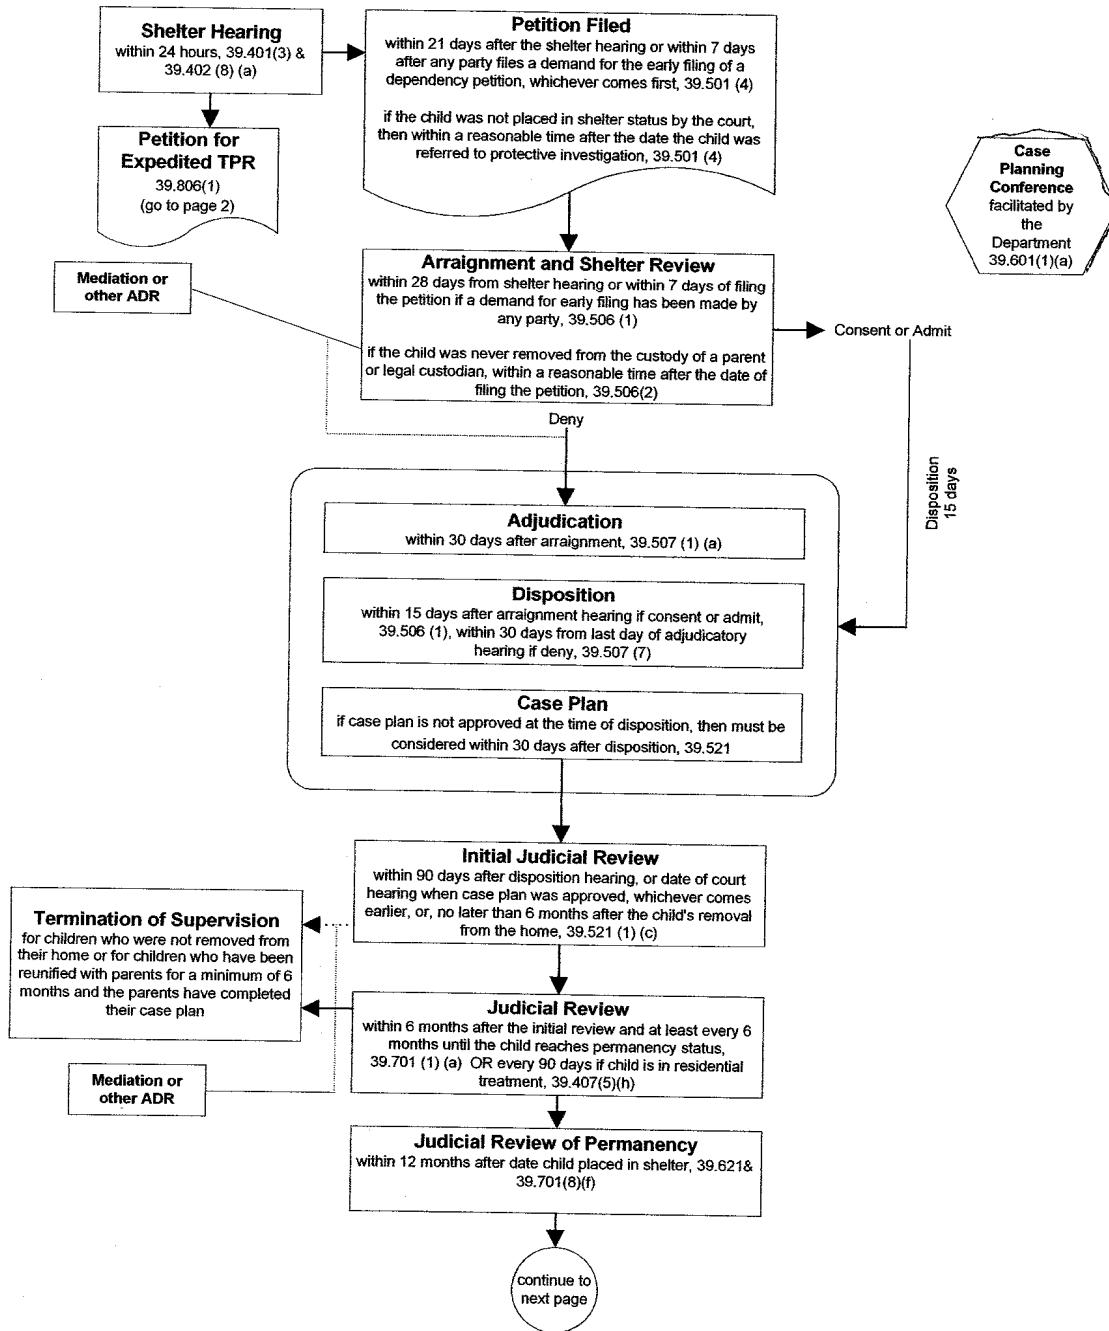 Shelter Hearing
within 24 hours, 39.401(3) &
39.402 (8) (a)
Petition Filed
within 21 days after the shelter hearing or within 7 days
after any party files a demand for the early filing of a
dependency petition, whichever comes first, 39.501 (4)
if the child was not placed in shelter status by the court,
then within a reasonable time after the date the child was
referred to protective investigation, 39.501 (4)
Petition for
Expedited TPR
39.806(1)
(go to page 2)
Case
Planning
Conference
facilitated by
the
Department
39.601(1)(a)
Mediation or
other ADR
Arraignment and Shelter Review
within 28 days from shelter hearing or within 7 days of filing
the petition if a demand for early filing has been made by
any party, 39.506 (1)
if the child was never removed from the custody of a parent
or legal custodian, within a reasonable time after the date of
filing the petition, 39.506(2)
Consent or Admit
Deny
Disposition
15 days
Adjudication
within 30 days after arraignment, 39.507 (1) (a)
Disposition
within 15 days after arraignment hearing if consent or admit,
39.506 (1), within 30 days from last day of adjudicatory
hearing if deny, 39.507 (7)
Case Plan
if case plan is not approved at the time of disposition, then must be
considered within 30 days after disposition, 39.521
Initial Judicial Review
within 90 days after disposition hearing, or date of court
hearing when case plan was approved, whichever comes
earlier, or, no later than 6 months after the child's removal
from the home, 39.521 (1) (c)
Termination of Supervision
for children who were not removed from
their home or for children who have been
reunified with parents for a minimum of 6
months and the parents have completed
their case plan
Judicial Review
within 6 months after the initial review and at least every 6
months until the child reaches permanency status,
39.701 (1) (a) OR every 90 days if child is in residential
treatment, 39.407(5)(h)
Mediation or
other ADR
Judicial Review of Permanency
within 12 months after date child placed in shelter, 39.621&
39.701(8)(f)
continue to
next page